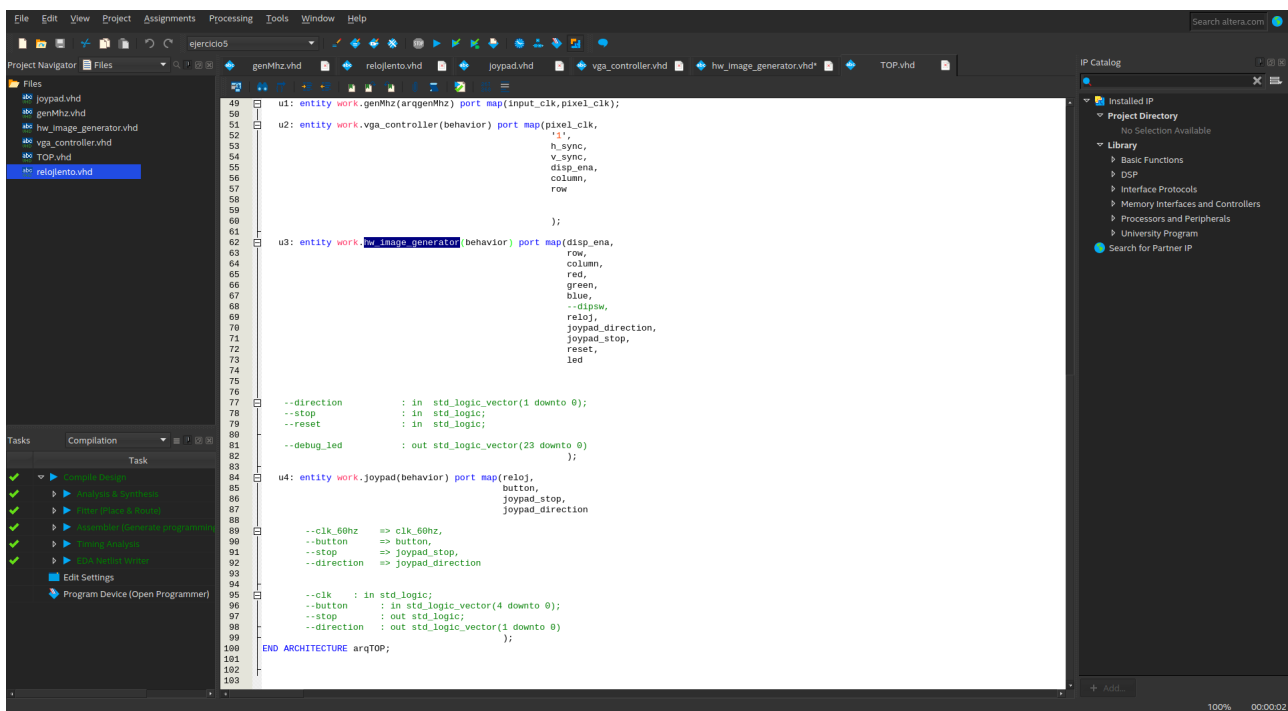 File Edit View Project Assignments Processing Tools Window Help
Search altera.com
ejercicio5
Project Navigator Files
genMhz.vhd relojlento.vhd joypad.vhd vga_controller.vhd hw_image_generator.vhd* TOP.vhd
IP Catalog
Files
joypad.vhd
genMhz.vhd
hw_image_generator.vhd
vga_controller.vhd
TOP.vhd
relojlento.vhd
49 u1: entity work.genMhz(arqgenMhz) port map(input_clk,pixel_clk);
50
51 u2: entity work.vga_controller(behavior) port map(pixel_clk,
52 '1',
53 h_sync,
54 v_sync,
55 disp_ena,
56 column,
57 row
58
59
60 );
61
62 u3: entity work.hw_image_generator(behavior) port map(disp_ena,
63 row,
64 column,
65 red,
66 green,
67 blue,
68 --dipsw,
69 reloj,
70 joypad_direction,
71 joypad_stop,
72 reset,
73 led
74
75
76
77 --direction : in std_logic_vector(1 downto 0);
78 --stop : in std_logic;
79 --reset : in std_logic;
80
81 --debug_led : out std_logic_vector(23 downto 0)
82 );
83
84 u4: entity work.joypad(behavior) port map(reloj,
85 button,
86 joypad_stop,
87 joypad_direction
88
89 --clk_60hz => clk_60hz,
90 --button => button,
91 --stop => joypad_stop,
92 --direction => joypad_direction
93
94
95 --clk : in std_logic;
96 --button : in std_logic_vector(4 downto 0);
97 --stop : out std_logic;
98 --direction : out std_logic_vector(1 downto 0)
99 );
100 END ARCHITECTURE arqTOP;
101
102
103
Tasks Compilation
Task
Compile Design
Analysis & Synthesis
Fitter (Place & Route)
Assembler (Generate programming
Timing Analysis
EDA Netlist Writer
Edit Settings
Program Device (Open Programmer)
Installed IP
Project Directory
No Selection Available
Library
Basic Functions
DSP
Interface Protocols
Memory Interfaces and Controllers
Processors and Peripherals
University Program
Search for Partner IP
+ Add...
100% 00:00:02